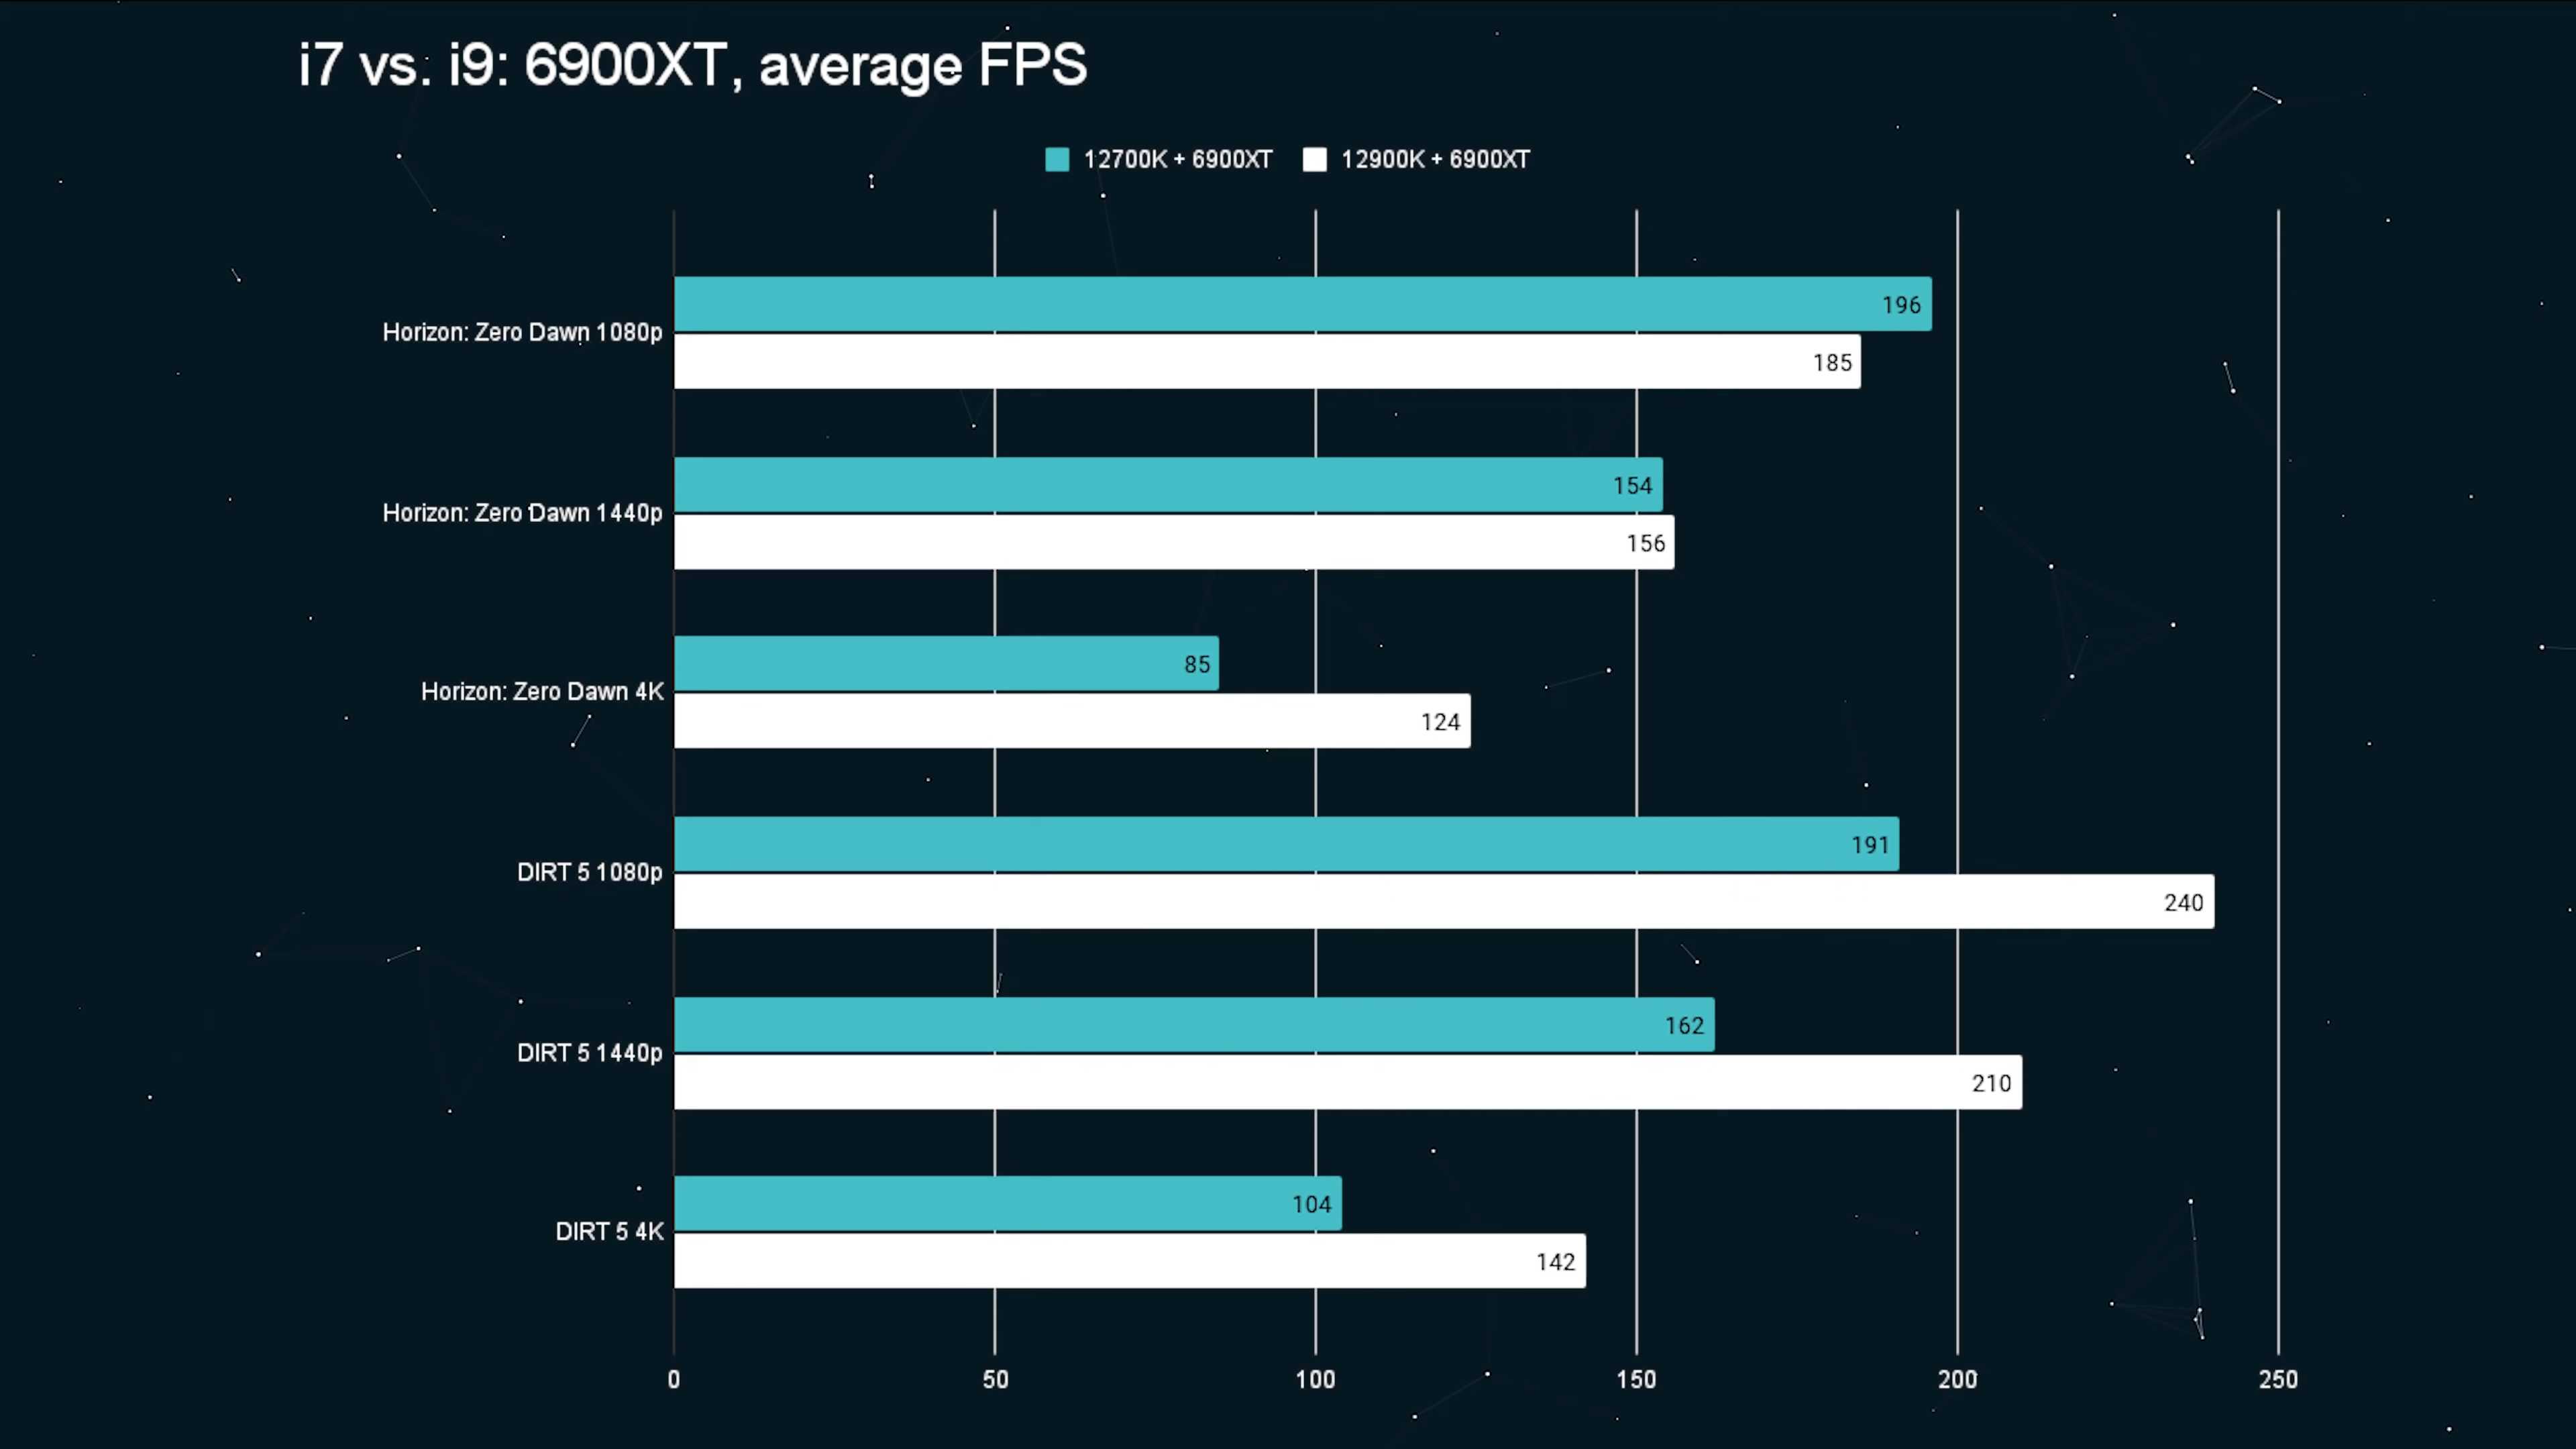 i7 vs. i9: 6900XT, average FPS
12700K + 6900XT 12900K + 6900XT
Horizon: Zero Dawn 1080p
196
185
Horizon: Zero Dawn 1440p
154
156
Horizon: Zero Dawn 4K
85
124
DIRT 5 1080p
191
240
DIRT 5 1440p
162
210
DIRT 5 4K
104
142
0 50 100 150 200 250